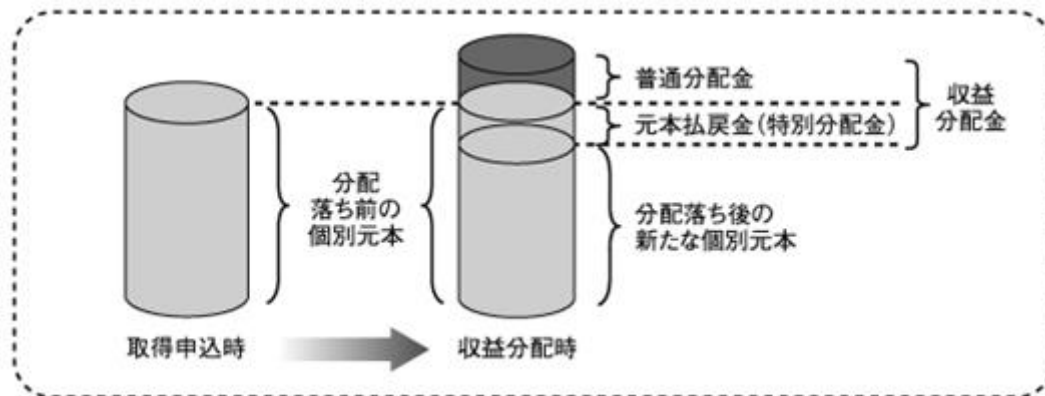 普通分配金
元本払戻金(特別分配金)
収益
分配金
分配
落ち前の
個別元本
分配落ち後の
新たな個別元本
取得申込時
収益分配時